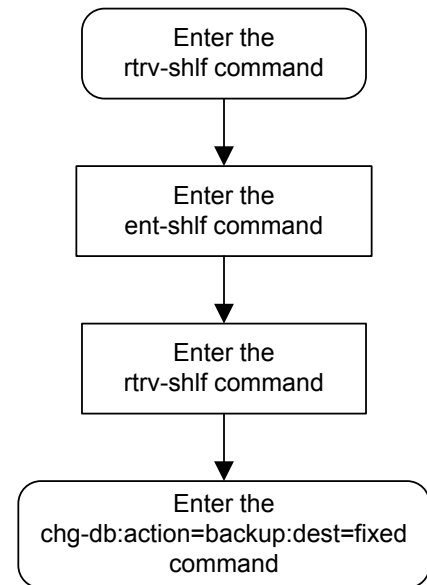 Enter the
rtrv-shlf command
Enter the
ent-shlf command
Enter the
rtrv-shlf command
Enter the
chg-db:action=backup:dest=fixed
command